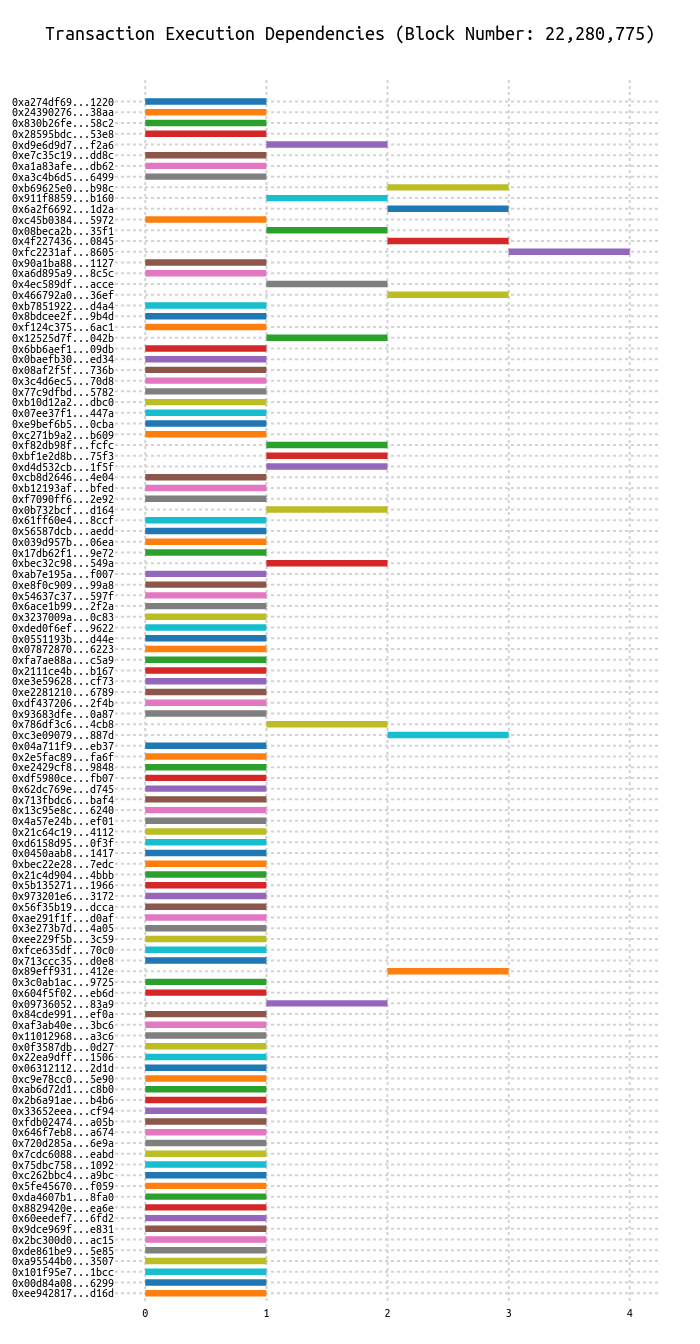 Transaction Execution Dependencies (Block Number: 22,280,775)
0xa274df69...1220
0x24390276...38aa
0x830b26fe...58c2
0x28595bdc...53e8
0xd9e6d9d7...f2a6
0xe7c35c19...dd8c
0xa1a83afe...db62
0xa3c4b6d5...6499
0xb69625e0...b98c
0x911f8859...b160
0x6a2f6692...1d2a
0xc45b0384...5972
0x08beca2b...35f1
0x4f227436...0845
0xfc2231af...8605
0x90a1ba88...1127
0xa6d895a9...8c5c
0x4ec589df...acce
0x466792a0...36ef
0xb7851922...d4a4
0x8bdcee2f...9b4d
0xf124c375...6ac1
0x12525d7f...042b
0x6bb6aef1...09db
0x0baefb30...ed34
0x08af2f5f...736b
0x3c4d6ec5...70d8
0x77c9dfbd...5782
0xb10d12a2...dbc0
0x07ee37f1...447a
0xe9bef6b5...0cba
0xc271b9a2...b609
0xf82db98f...fcfc
0xbf1e2d8b...75f3
0xd4d532cb...1f5f
0xcb8d2646...4e04
0xb12193af...bfed
0xf7090ff6...2e92
0x0b732bcf...d164
0x61ff60e4...8ccf
0x56587dcb...aedd
0x039d957b...06ea
0x17db62f1...9e72
0xbec32c98...549a
0xab7e195a...f007
0xe8f0c909...99a8
0x54637c37...597f
0x6ace1b99...2f2a
0x3237009a...0c83
0xded0f6ef...9622
0x0551193b...d44e
0x07872870...6223
0xfa7ae88a...c5a9
0x2111ce4b...b167
0xe3e59628...cf73
0xe2281210...6789
0xdf437206...2f4b
0x93683dfe...0a87
0x786df3c6...4cb8
0xc3e09079...887d
0x04a711f9...eb37
0x2e5fac89...fa6f
0xe2429cf8...9848
0xdf5980ce...fb07
0x62dc769e...d745
0x713fbdc6...baf4
0x13c95e8c...6240
0x4a57e24b...ef01
0x21c64c19...4112
0xd6158d95...0f3f
0x0450aab8...1417
0xbec22e28...7edc
0x21c4d904...4bbb
0x5b135271...1966
0x973201e6...3172
0x56f35b19...dcca
0xae291f1f...d0af
0x3e273b7d...4a05
0xee229f5b...3c59
0xfce635df...70c0
0x713ccc35...d0e8
0x89eff931...412e
0x3c0ab1ac...9725
0x604f5f02...eb6d
0x09736052...83a9
0x84cde991...ef0a
0xaf3ab40e...3bc6
0x11012968...a3c6
0x0f3587db...0d27
0x22ea9dff...1506
0x06312112...2d1d
0xc9e78cc0...5e90
0xab6d72d1...c8b0
0x2b6a91ae...b4b6
0x33652eea...cf94
0xfdb02474...a05b
0x646f7eb8...a674
0x720d285a...6e9a
0x7cdc6088...eabd
0x75dbc758...1092
0xc262bbc4...a9bc
0x5fe45670...f059
0xda4607b1...8fa0
0x8829420e...ea6e
0x60eedef7...6fd2
0x9dce969f...e831
0x2bc300d0...ac15
0xde861be9...5e85
0xa95544b0...3507
0x101f95e7...1bcc
0x00d84a08...6299
0xee942817...d16d
0 1 2 3 4